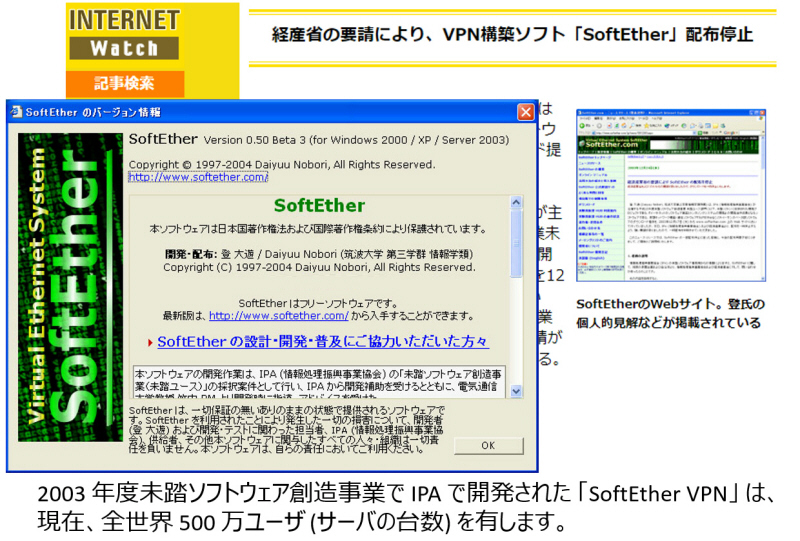 INTERNET
Watch
記事検索
経産省の要請により、VPN構築ソフト「SoftEther」配布停止
SoftEther のバージョン情報
Virtual Ethernet System
SoftEther
SoftEther Version 0.50 Beta 3 (for Windows 2000 / XP / Server 2003)
Copyright © 1997-2004 Daiyuu Nobori, All Rights Reserved.
http://www.softether.com/
SoftEther
本ソフトウェアは日本国著作権法および国際著作権条約により保護されています。
開発・配布: 登 大遊 / Daiyuu Nobori (筑波大学 第三学群 情報学類)
Copyright (C) 1997-2004 Daiyuu Nobori, All Rights Reserved.
SoftEther はフリーソフトウェアです。
最新版は、http://www.softether.com/ から入手することができます。
SoftEther の設計・開発・普及にご協力いただいた方々
本ソフトウェアの開発作業は、IPA (情報処理振興事業協会) の「未踏ソフトウェア創造事
業(未踏ユース)」の採択案件として行い、IPA から開発補助を受けるとともに、電気通信
SoftEther は、一切保証の無いありのままの状態で提供されるソフトウェアで
す。SoftEther を利用されたことにより発生した一切の損害について、開発者
(登 大遊) および開発・テストに関わった担当者、IPA (情報処理振興事業協
会)、供給者、その他本ソフトウェアに関与したすべての人々・組織は一切責
任を負いません。本ソフトウェアは、自らの責任においてご利用ください。
OK
は
ウ
ド提
が主
業未
開
を12
い
業
請が
る。
SoftEther.com
SoftEtherのWebサイト。登氏の
個人的見解などが掲載されている
2003 年度未踏ソフトウェア創造事業で IPA で開発された「SoftEther VPN」は、
現在、全世界 500 万ユーザ (サーバの台数) を有します。